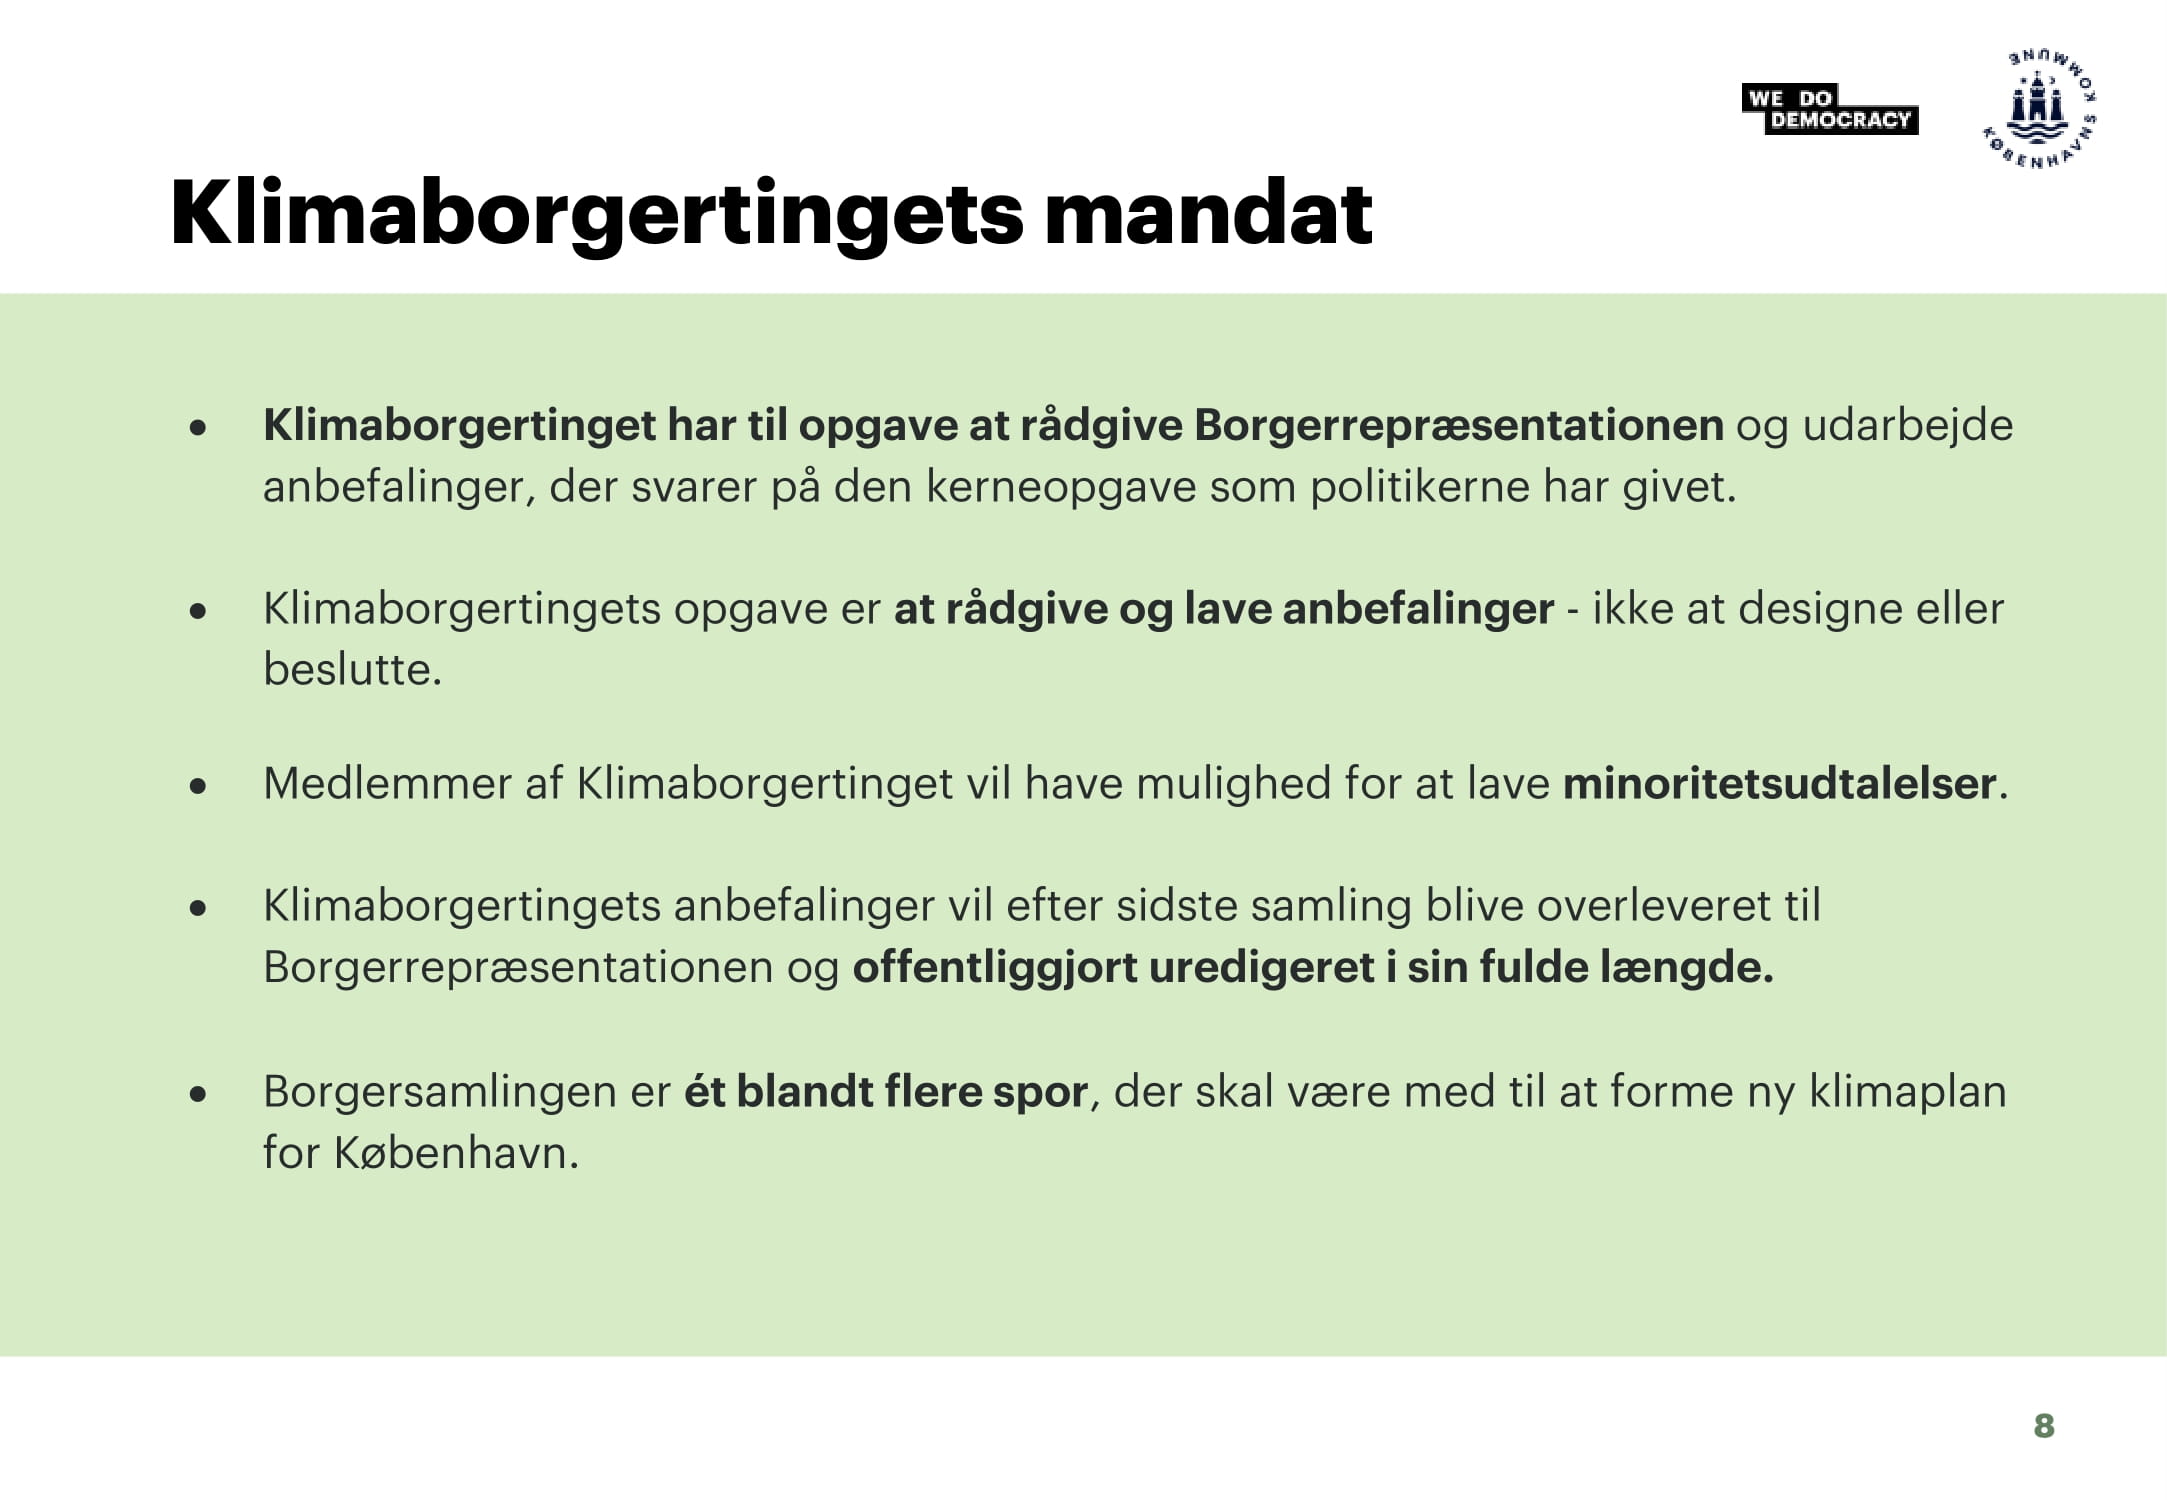 WE DO
DEMOCRACY
KØBENHAVNS KOMMUNE
Klimaborgertingets mandat
● Klimaborgertinget har til opgave at rådgive Borgerrepræsentationen og udarbejde
anbefalinger, der svarer på den kerneopgave som politikerne har givet.
● Klimaborgertingets opgave er at rådgive og lave anbefalinger - ikke at designe eller
beslutte.
● Medlemmer af Klimaborgertinget vil have mulighed for at lave minoritetsudtalelser.
● Klimaborgertingets anbefalinger vil efter sidste samling blive overleveret til
Borgerrepræsentationen og offentliggjort uredigeret i sin fulde længde.
● Borgersamlingen er ét blandt flere spor, der skal være med til at forme ny klimaplan
for København.
8